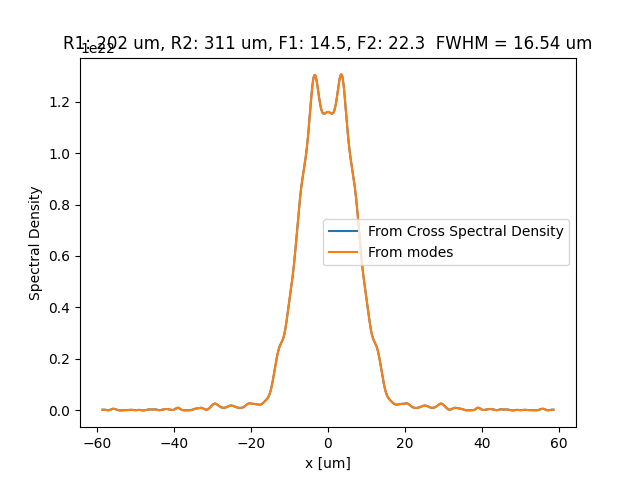 R1: 202 um, R2: 311 um, F1: 14.5, F2: 22.3  FWHM = 16.54 um
1e22
1.2
1.0
0.8
0.6
0.4
0.2
0.0
Spectral Density
From Cross Spectral Density
From modes
−60 −40 −20 0 20 40 60
x [um]